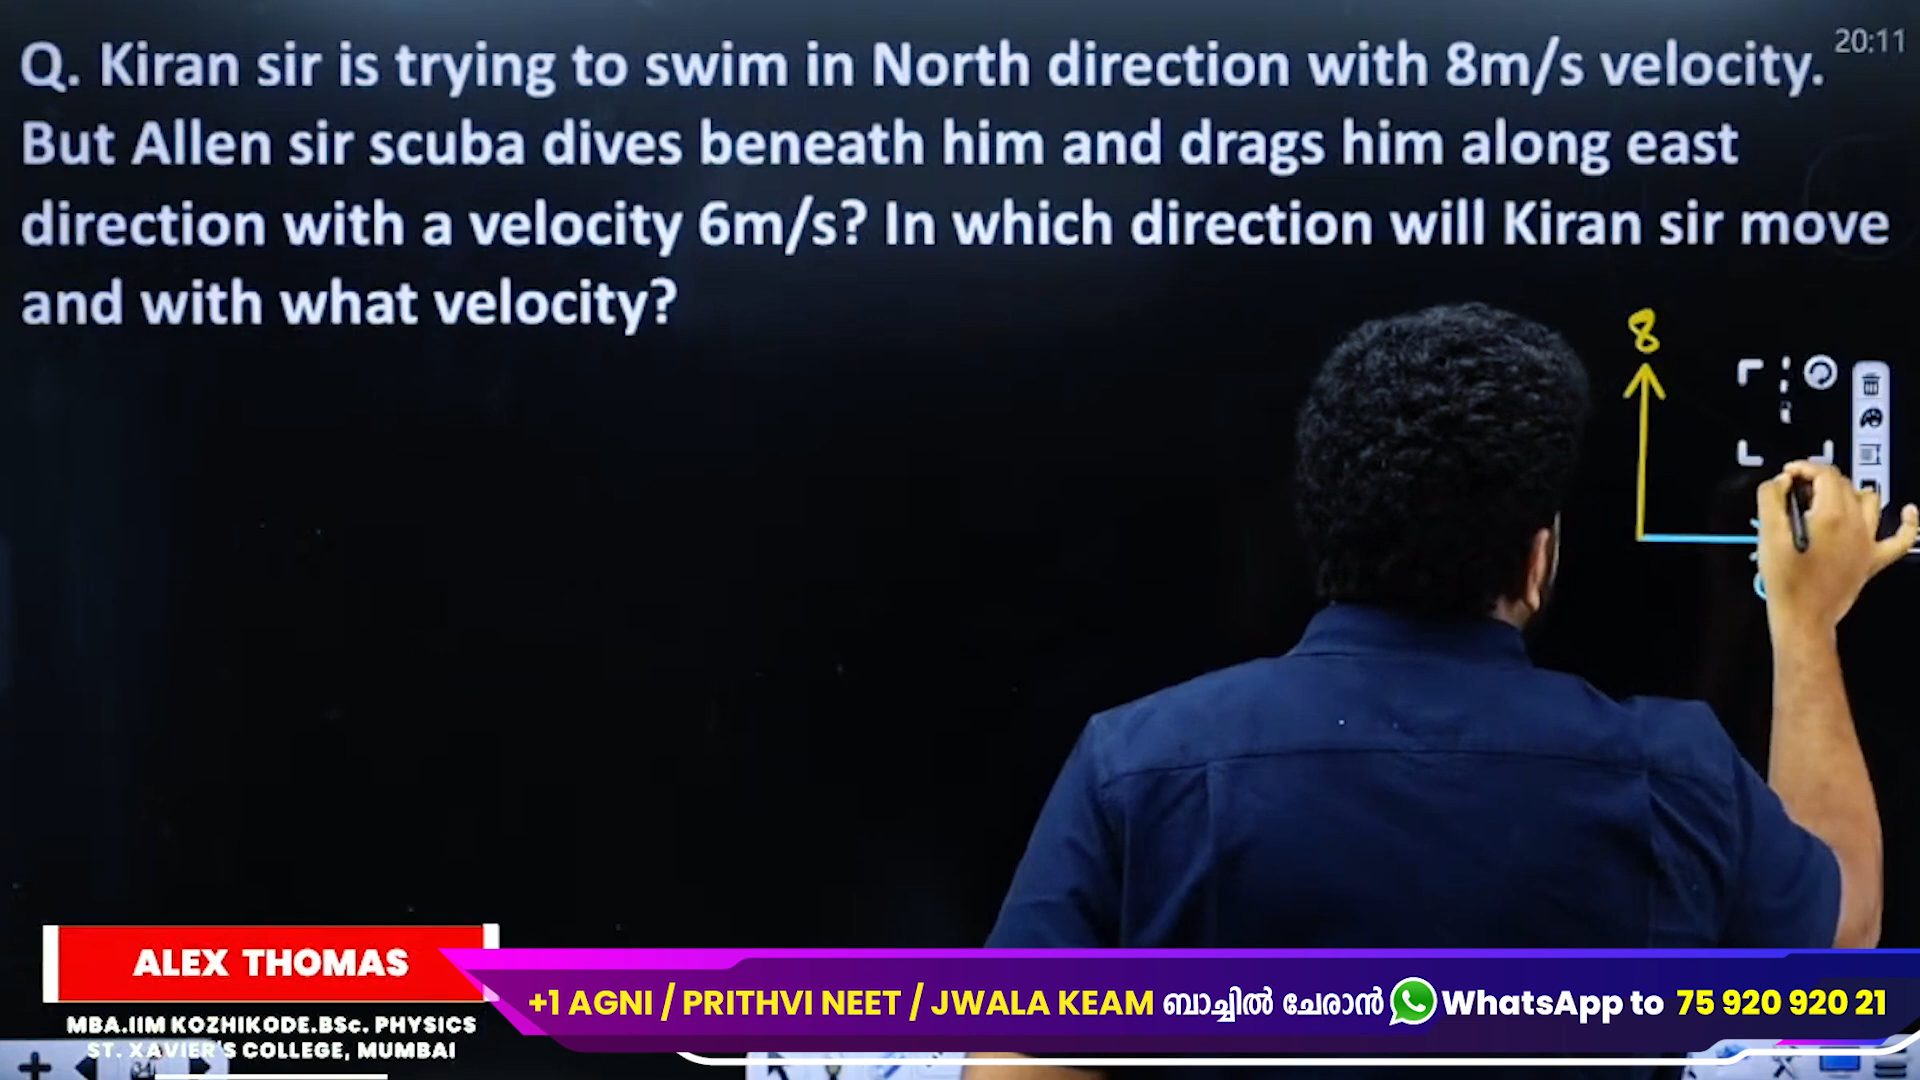 Q. Kiran sir is trying to swim in North direction with 8m/s velocity.
20:11
But Allen sir scuba dives beneath him and drags him along east
direction with a velocity 6m/s? In which direction will Kiran sir move
and with what velocity?
8
ALEX THOMAS
MBA.IIM KOZHIKODE.BSc. PHYSICS
ST. XAVIER'S COLLEGE, MUMBAI
+1 AGNI / PRITHVI NEET / JWALA KEAM ബാച്ചിൽ ചേരാൻ WhatsApp to 75 920 920 21